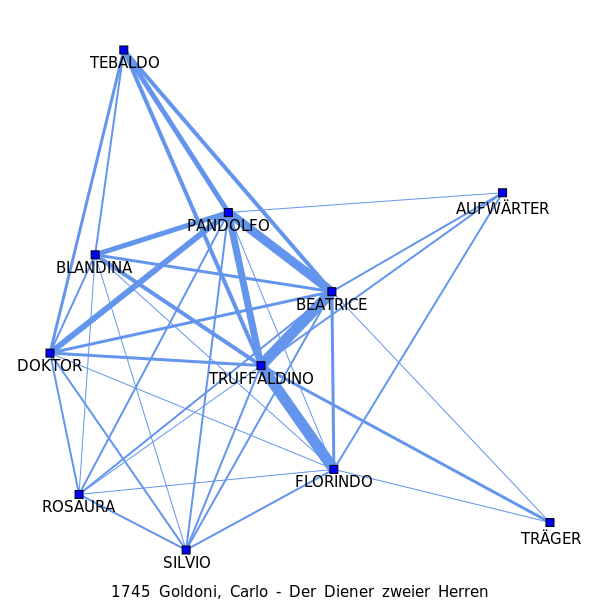 TEBALDO
AUFWÄRTER
PANDOLFO
BLANDINA
BEATRICE
DOKTOR
TRUFFALDINO
FLORINDO
ROSAURA
TRÄGER
SILVIO
1745 Goldoni, Carlo - Der Diener zweier Herren